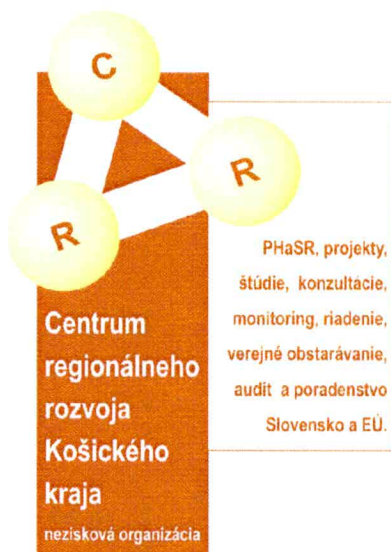 C
R
R
Centrum
regionálneho
rozvoja
Košického
kraja
nezisková organizácia
PHaSR, projekty,
štúdie, konzultácie,
monitoring, riadenie,
verejné obstarávanie,
audit a poradenstvo
Slovensko a EÚ.